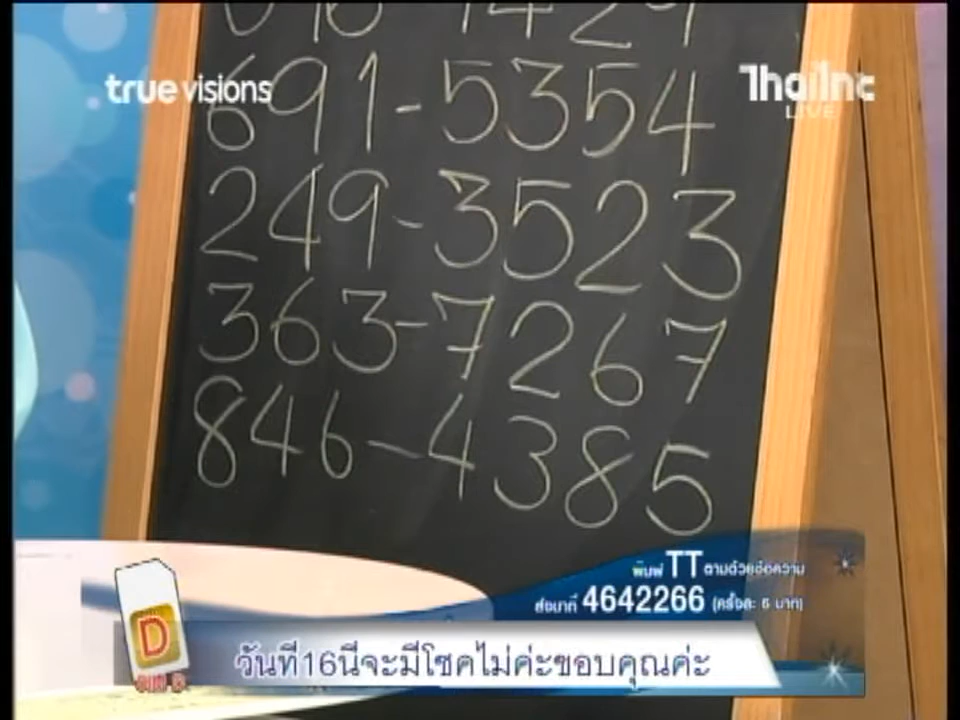 true visions
ThaiInc
LIVE
691-5354
249-3523
363-7267
846-4385
พิมพ์ TT ตามด้วยข้อความ
ส่งมาที่ 4642266 (ครั้งละ 6 บาท)
D
วันที่16นี้จะมีโชคไม่ค่ะขอบคุณค่ะ